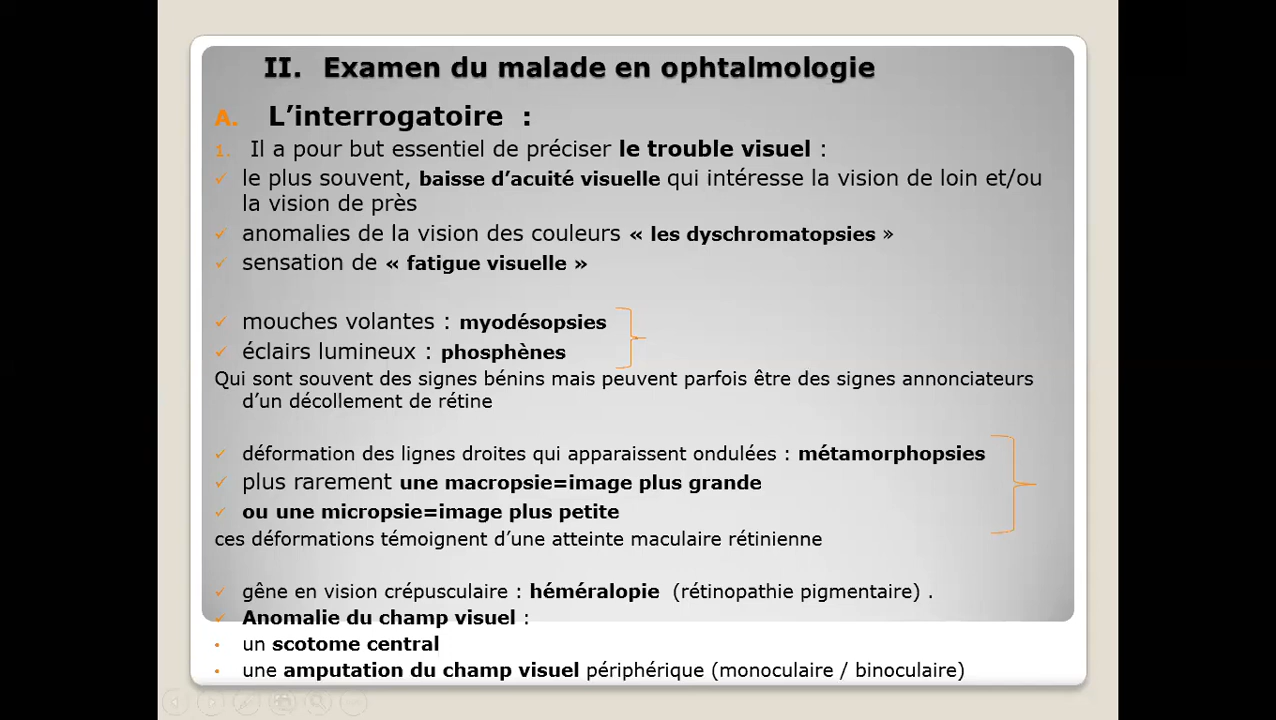 II. Examen du malade en ophtalmologie
A. L’interrogatoire :
1. Il a pour but essentiel de préciser le trouble visuel :
✓ le plus souvent, baisse d’acuité visuelle qui intéresse la vision de loin et/ou
la vision de près
✓ anomalies de la vision des couleurs « les dyschromatopsies »
✓ sensation de « fatigue visuelle »
✓ mouches volantes : myodésopsies
✓ éclairs lumineux : phosphènes
Qui sont souvent des signes bénins mais peuvent parfois être des signes annonciateurs
d’un décollement de rétine
✓ déformation des lignes droites qui apparaissent ondulées : métamorphopsies
✓ plus rarement une macropsie=image plus grande
✓ ou une micropsie=image plus petite
ces déformations témoignent d’une atteinte maculaire rétinienne
✓ gêne en vision crépusculaire : héméralopie (rétinopathie pigmentaire) .
✓ Anomalie du champ visuel :
• un scotome central
• une amputation du champ visuel périphérique (monoculaire / binoculaire)